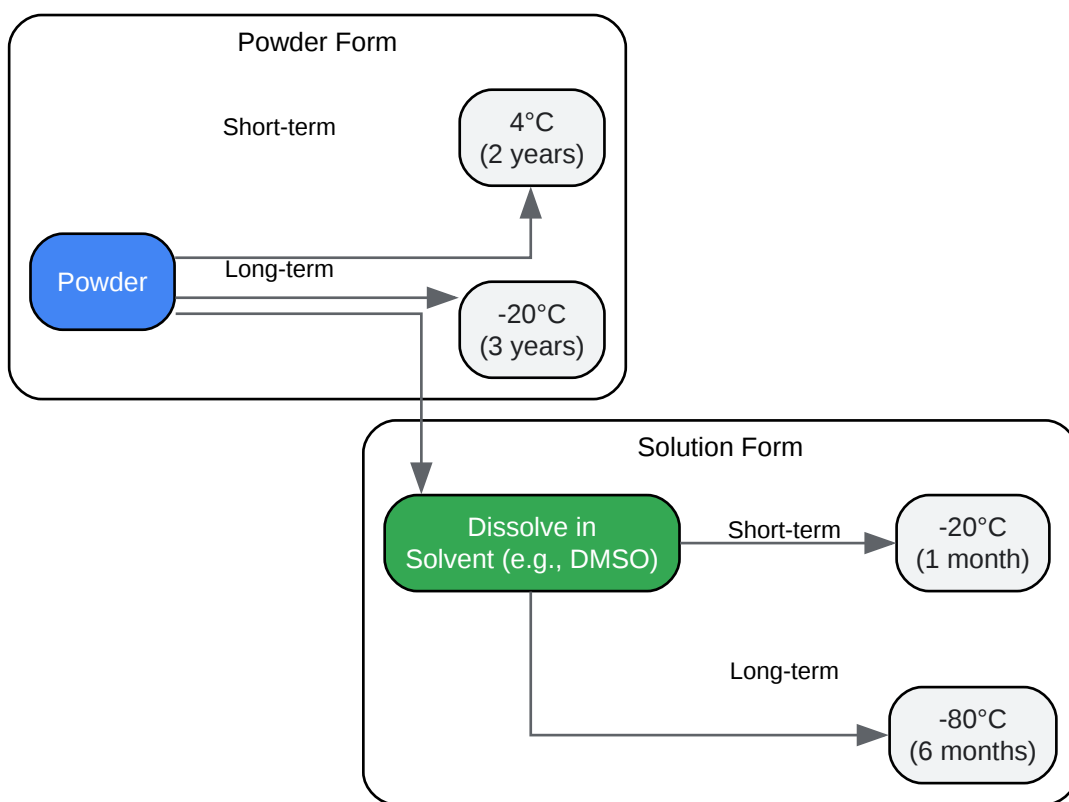 Powder Form
Short-term
4°C
(2 years)
Powder
Long-term
-20°C
(3 years)
Solution Form
Dissolve in
Solvent (e.g., DMSO)
Short-term
-20°C
(1 month)
Long-term
-80°C
(6 months)